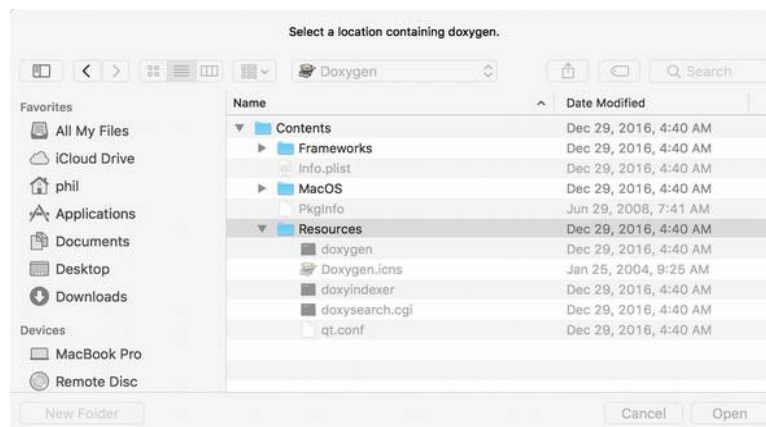 Select a location containing doxygen.
Doxygen
Search
Favorites
All My Files
iCloud Drive
phil
Applications
Documents
Desktop
Downloads
Devices
MacBook Pro
Remote Disc
Name Date Modified
Contents Dec 29, 2016, 4:40 AM
Frameworks Dec 29, 2016, 4:40 AM
Info.plist Dec 29, 2016, 4:40 AM
MacOS Dec 29, 2016, 4:40 AM
PkgInfo Jun 29, 2008, 7:41 AM
Resources Dec 29, 2016, 4:40 AM
doxygen Dec 29, 2016, 4:40 AM
Doxygen.icns Jan 25, 2004, 9:25 AM
doxyindexer Dec 29, 2016, 4:40 AM
doxysearch.cgi Dec 29, 2016, 4:40 AM
qt.conf Dec 29, 2016, 4:40 AM
New Folder Cancel Open